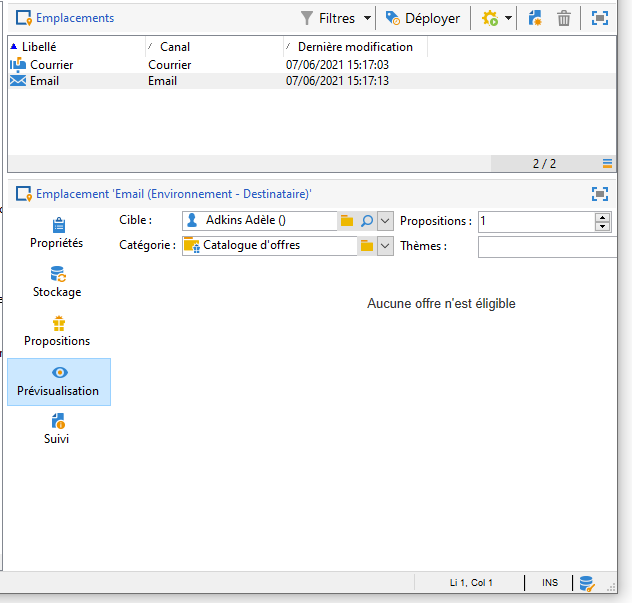 Emplacements Filtres Déployer
Libellé Canal Dernière modification
Courrier Courrier 07/06/2021 15:17:03
Email Email 07/06/2021 15:17:13
2 / 2
Emplacement 'Email (Environnement - Destinataire)'
Cible : Adkins Adèle () Propositions : 1
Catégorie : Catalogue d'offres Thèmes :
Propriétés
Stockage
Propositions
Prévisualisation
Suivi
Aucune offre n'est éligible
Li 1, Col 1 INS